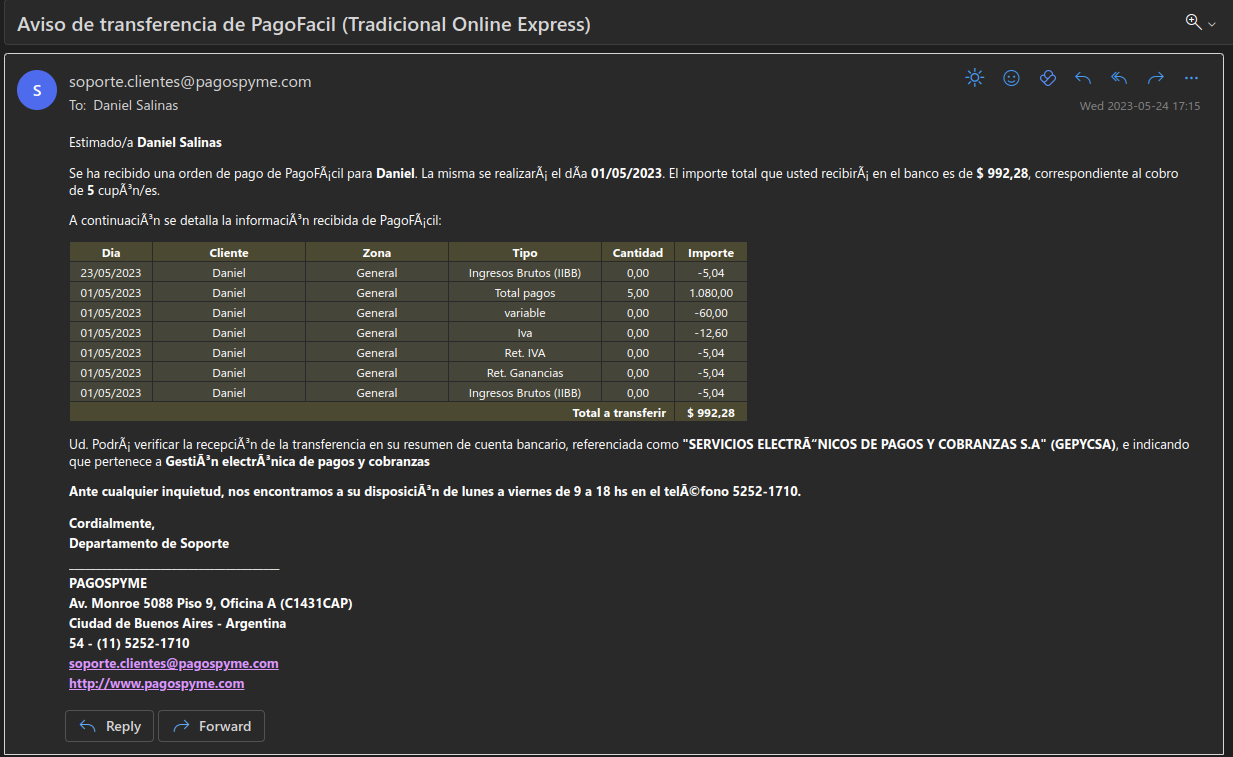 Aviso de transferencia de PagoFacil (Tradicional Online Express)
S
soporte.clientes@pagospyme.com
To: Daniel Salinas
Wed 2023-05-24 17:15
Estimado/a Daniel Salinas
Se ha recibido una orden de pago de PagoFÃ¡cil para Daniel. La misma se realizarÃ¡ el dÃa 01/05/2023. El importe total que usted recibirÃ¡ en el banco es de $ 992,28, correspondiente al cobro
de 5 cupÃ³n/es.
A continuaciÃ³n se detalla la informaciÃ³n recibida de PagoFÃ¡cil:
Dia Cliente Zona Tipo Cantidad Importe
23/05/2023 Daniel General Ingresos Brutos (IIBB) 0,00 -5,04
01/05/2023 Daniel General Total pagos 5,00 1.080,00
01/05/2023 Daniel General variable 0,00 -60,00
01/05/2023 Daniel General Iva 0,00 -12,60
01/05/2023 Daniel General Ret. IVA 0,00 -5,04
01/05/2023 Daniel General Ret. Ganancias 0,00 -5,04
01/05/2023 Daniel General Ingresos Brutos (IIBB) 0,00 -5,04
Total a transferir $ 992,28
Ud. PodrÃ¡ verificar la recepciÃ³n de la transferencia en su resumen de cuenta bancario, referenciada como "SERVICIOS ELECTRÃ“NICOS DE PAGOS Y COBRANZAS S.A" (GEPYCSA), e indicando
que pertenece a GestiÃ³n electrÃ³nica de pagos y cobranzas
Ante cualquier inquietud, nos encontramos a su disposiciÃ³n de lunes a viernes de 9 a 18 hs en el telÃ©fono 5252-1710.
Cordialmente,
Departamento de Soporte
PAGOSPYME
Av. Monroe 5088 Piso 9, Oficina A (C1431CAP)
Ciudad de Buenos Aires - Argentina
54 - (11) 5252-1710
soporte.clientes@pagospyme.com
http://www.pagospyme.com
Reply Forward